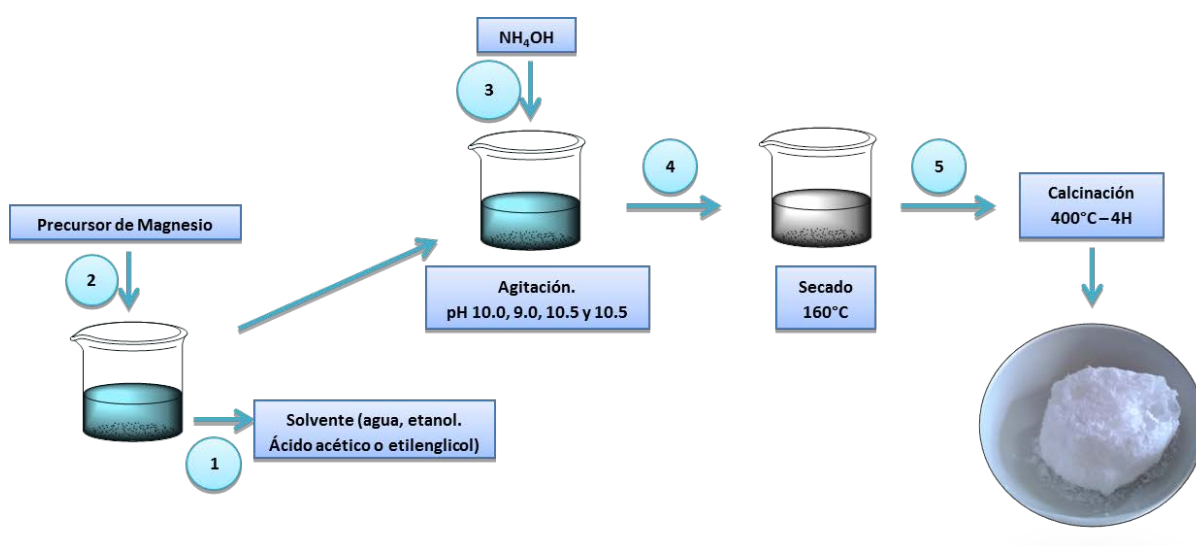 NH₄OH
3
4
5
Precursor de Magnesio
Calcinación
400°C – 4H
2
Agitación.
pH 10.0, 9.0, 10.5 y 10.5
Secado
160°C
Solvente (agua, etanol.
Ácido acético o etilenglicol)
1